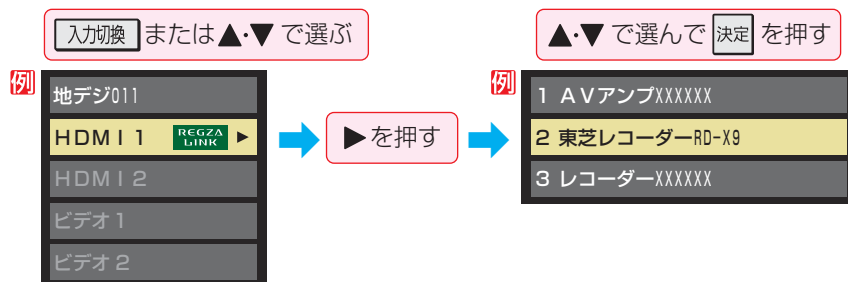 入力切換 または▲・▼ で選ぶ
例
地デジ011
HDMI1 REGZA LINK ▶
HDMI2
ビデオ1
ビデオ2
▶を押す
▲・▼ で選んで 決定 を押す
例
1 AVアンプXXXXXX
2 東芝レコーダーRD-X9
3 レコーダーXXXXXX